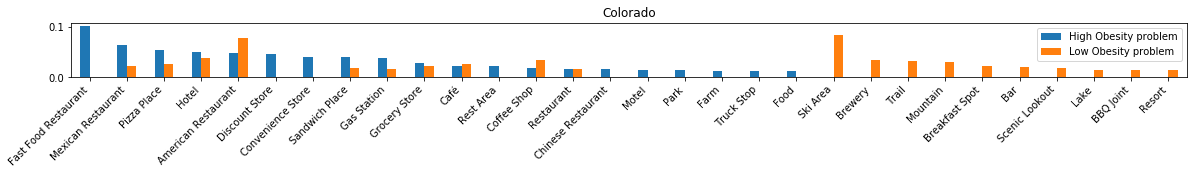 Colorado
0.1
0.0
High Obesity problem
Low Obesity problem
Fast Food Restaurant
Mexican Restaurant
Pizza Place
Hotel
American Restaurant
Discount Store
Convenience Store
Sandwich Place
Gas Station
Grocery Store
Café
Rest Area
Coffee Shop
Restaurant
Chinese Restaurant
Motel
Park
Farm
Truck Stop
Food
Ski Area
Brewery
Trail
Mountain
Breakfast Spot
Bar
Scenic Lookout
Lake
BBQ Joint
Resort